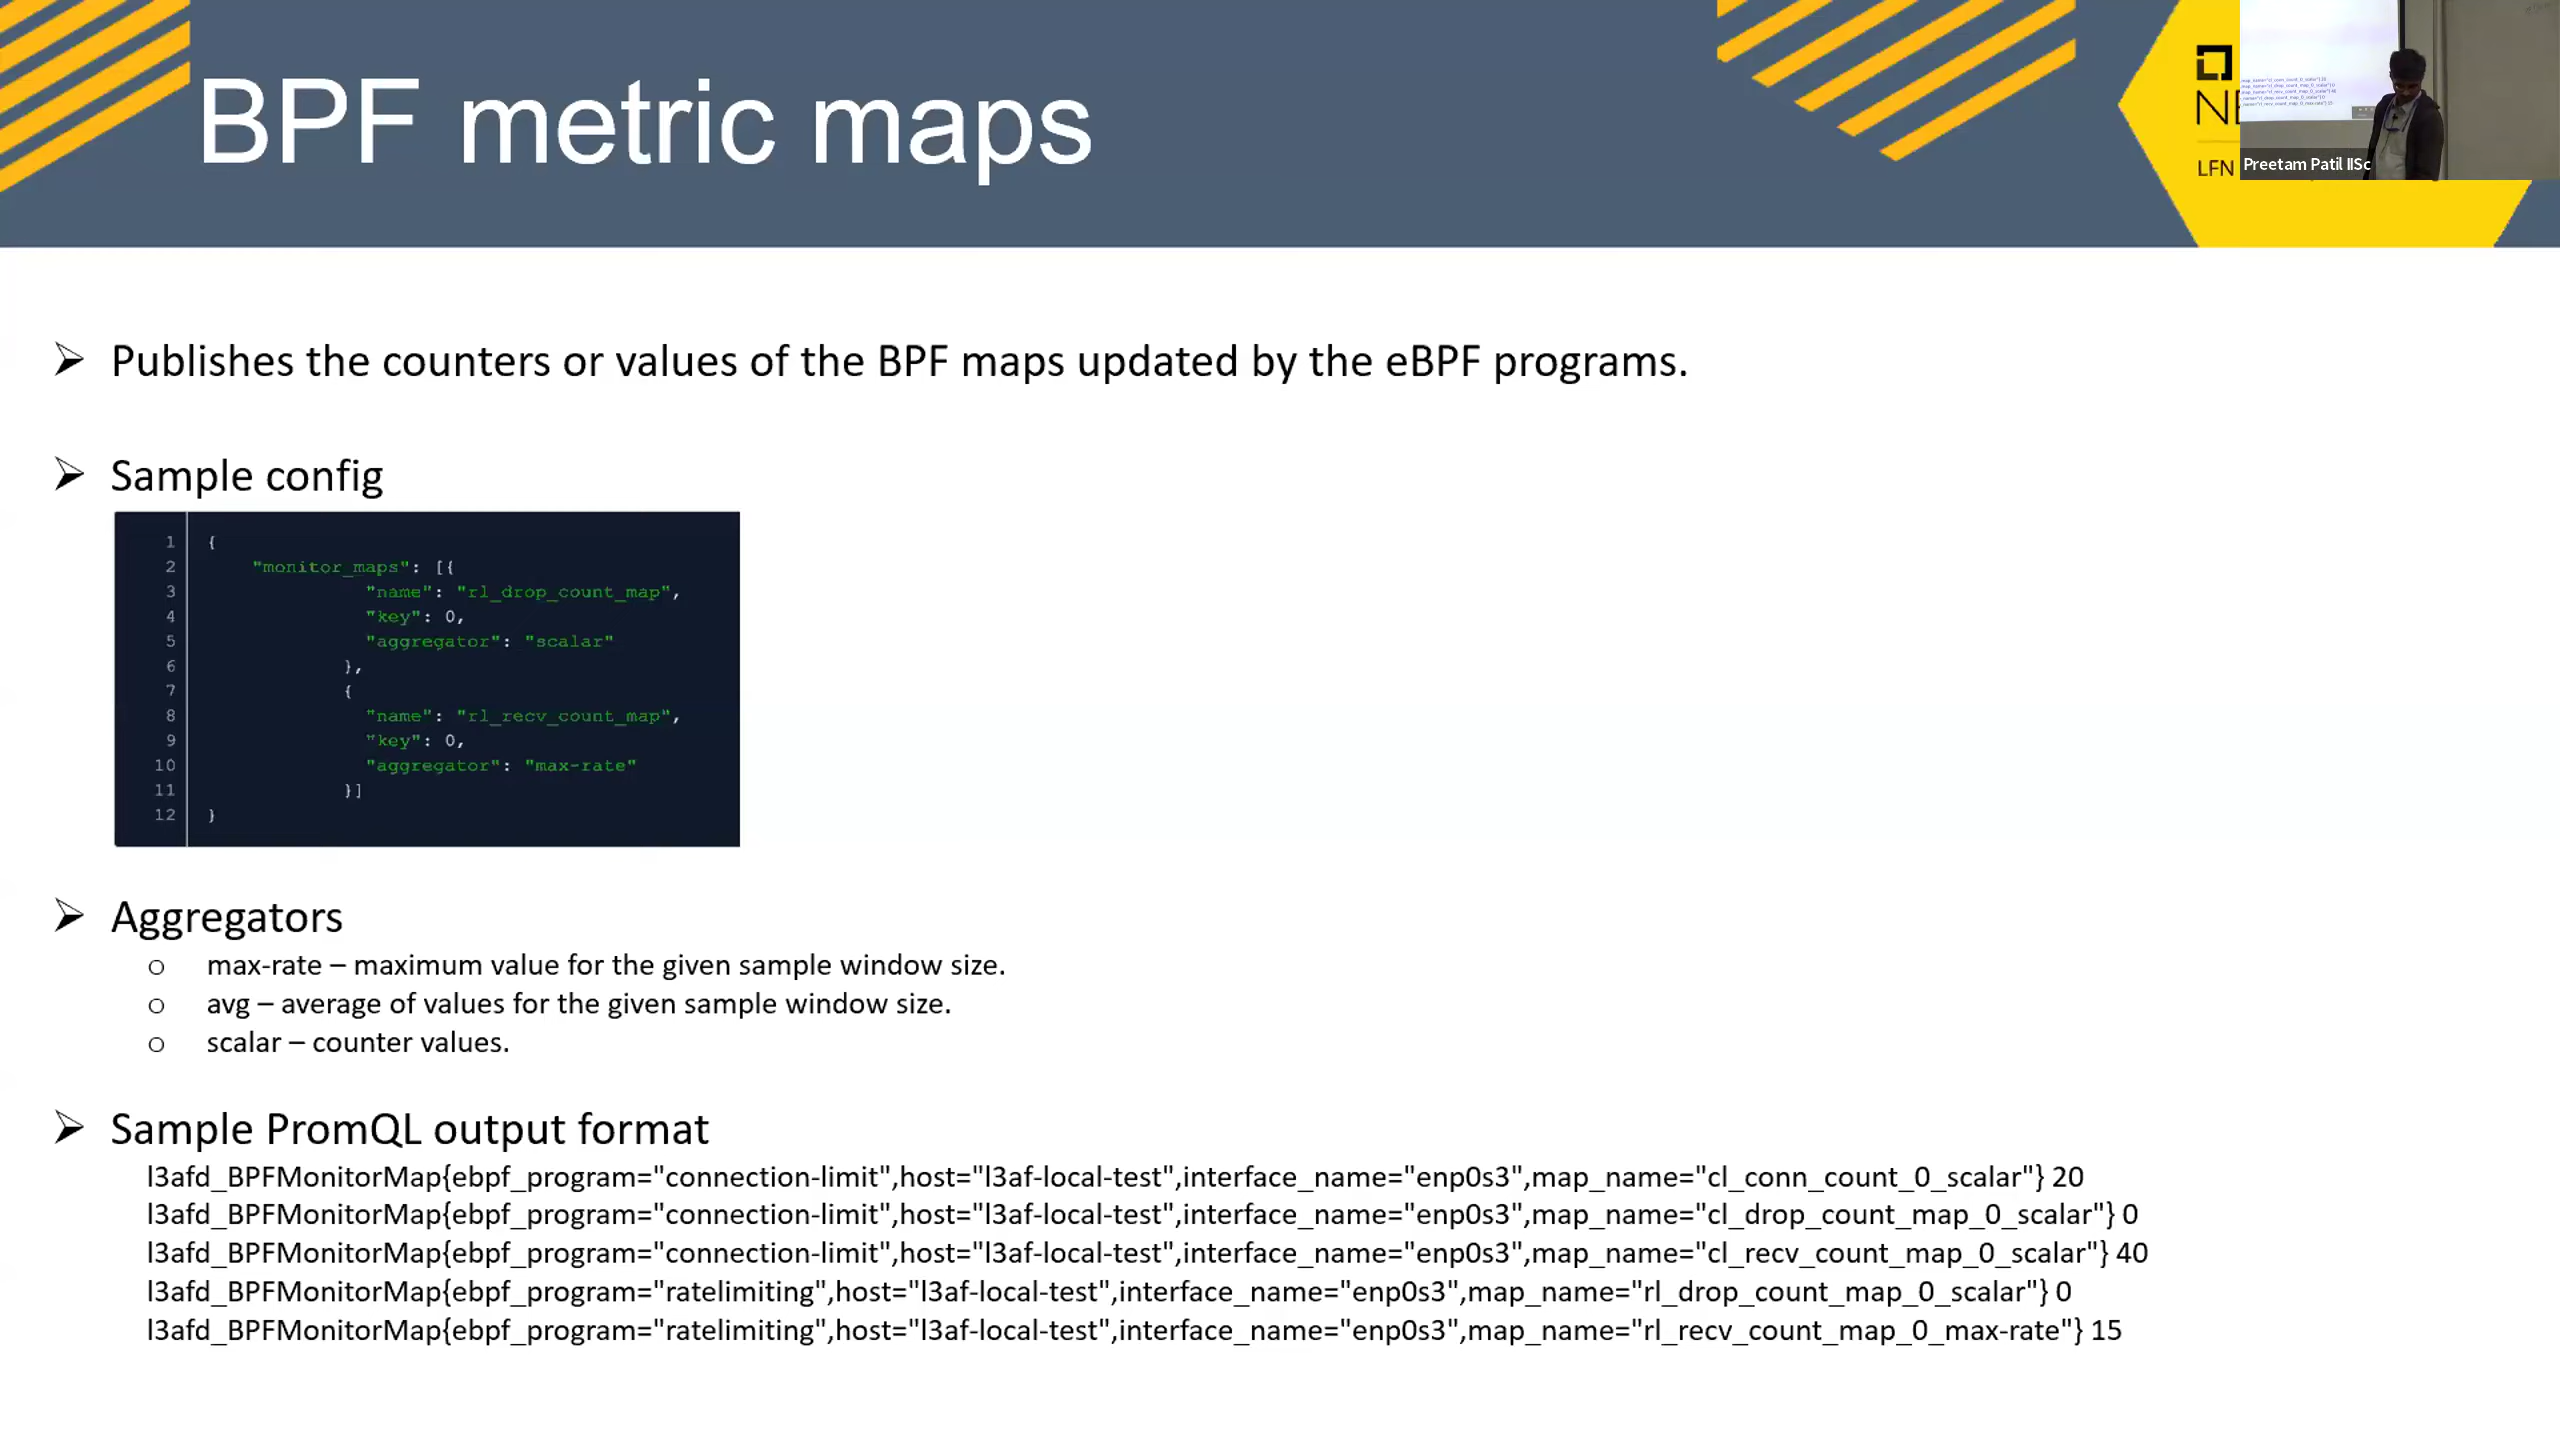 BPF metric maps
LFN
Preetam Patil IISc
➢ Publishes the counters or values of the BPF maps updated by the eBPF programs.
➢ Sample config
1 {
2 "monitor_maps": [{
3 "name": "rl_drop_count_map",
4 "key": 0,
5 "aggregator": "scalar"
6 },
7 {
8 "name": "rl_recv_count_map",
9 "key": 0,
10 "aggregator": "max-rate"
11 }]
12 }
➢ Aggregators
o max-rate – maximum value for the given sample window size.
o avg – average of values for the given sample window size.
o scalar – counter values.
➢ Sample PromQL output format
l3afd_BPFMonitorMap{ebpf_program="connection-limit",host="l3af-local-test",interface_name="enp0s3",map_name="cl_conn_count_0_scalar"} 20
l3afd_BPFMonitorMap{ebpf_program="connection-limit",host="l3af-local-test",interface_name="enp0s3",map_name="cl_drop_count_map_0_scalar"} 0
l3afd_BPFMonitorMap{ebpf_program="connection-limit",host="l3af-local-test",interface_name="enp0s3",map_name="cl_recv_count_map_0_scalar"} 40
l3afd_BPFMonitorMap{ebpf_program="ratelimiting",host="l3af-local-test",interface_name="enp0s3",map_name="rl_drop_count_map_0_scalar"} 0
l3afd_BPFMonitorMap{ebpf_program="ratelimiting",host="l3af-local-test",interface_name="enp0s3",map_name="rl_recv_count_map_0_max-rate"} 15